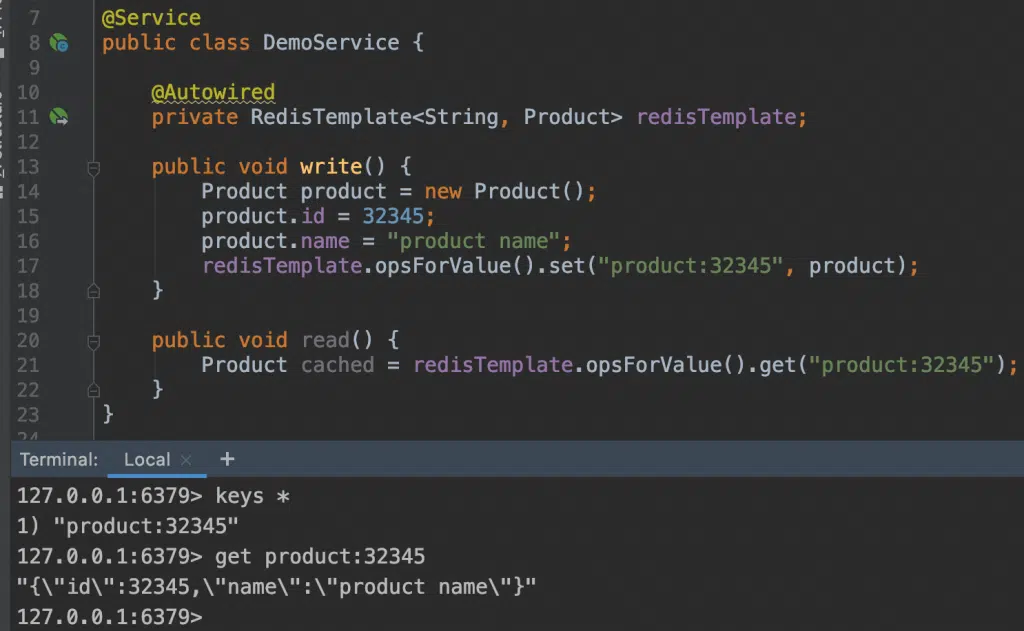 7 @Service
8 public class DemoService {
9
10 @Autowired
11 private RedisTemplate<String, Product> redisTemplate;
12
13 public void write() {
14 Product product = new Product();
15 product.id = 32345;
16 product.name = "product name";
17 redisTemplate.opsForValue().set("product:32345", product);
18 }
19
20 public void read() {
21 Product cached = redisTemplate.opsForValue().get("product:32345");
22 }
23 }
24
Terminal: Local × +
127.0.0.1:6379> keys *
1) "product:32345"
127.0.0.1:6379> get product:32345
"{\"id\":32345,\"name\":\"product name\"}"
127.0.0.1:6379>